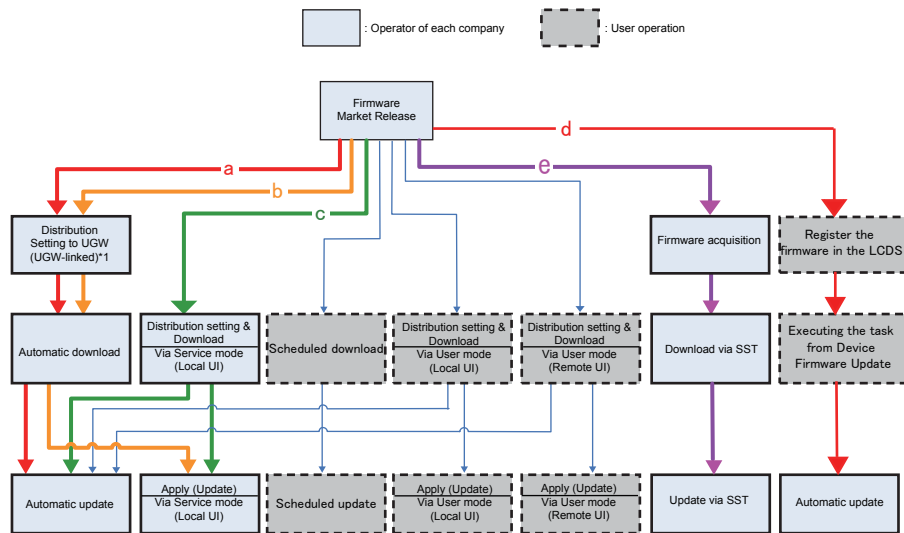 : Operator of each company
: User operation
Firmware
Market Release
a
b
c
d
e
Distribution
Setting to UGW
(UGW-linked)*1
Firmware acquisition
Register the
firmware in the LCDS
Automatic download
Distribution setting &
Download
Via Service mode
(Local UI)
Scheduled download
Distribution setting &
Download
Via User mode
(Local UI)
Distribution setting &
Download
Via User mode
(Remote UI)
Download via SST
Executing the task
from Device
Firmware Update
Automatic update
Apply (Update)
Via Service mode
(Local UI)
Scheduled update
Apply (Update)
Via User mode
(Local UI)
Apply (Update)
Via User mode
(Remote UI)
Update via SST
Automatic update